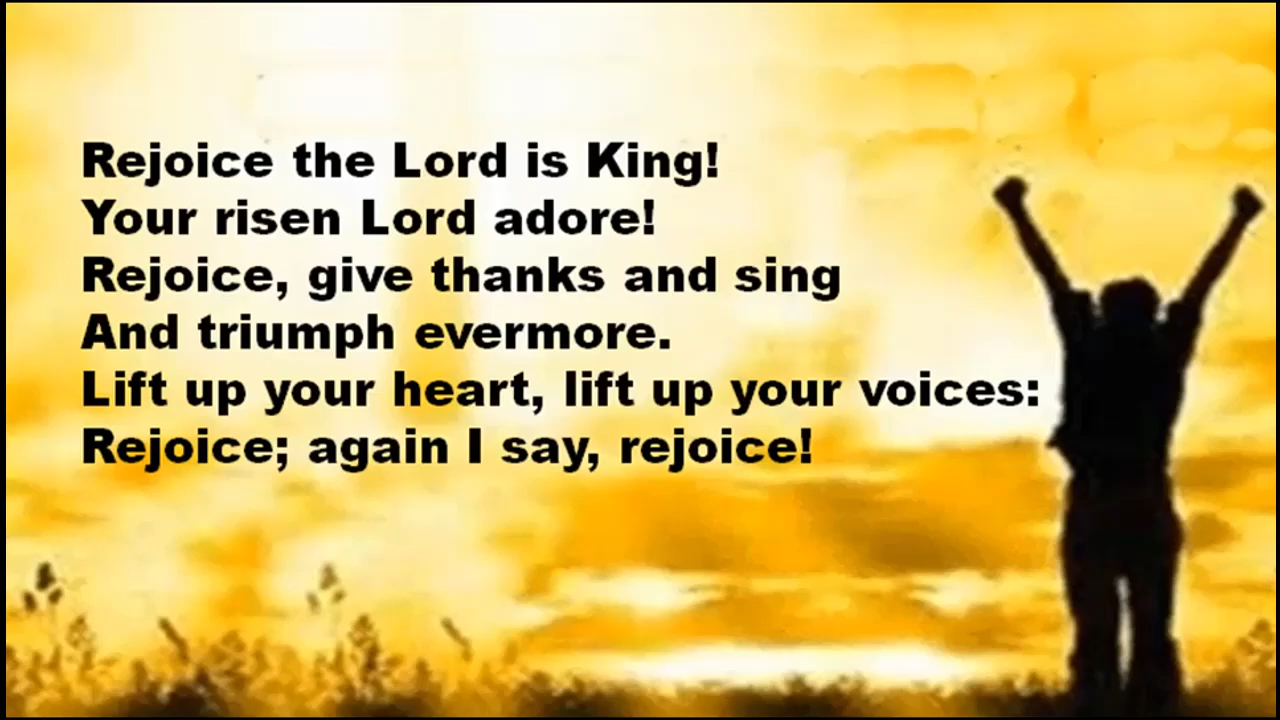 Rejoice the Lord is King!
Your risen Lord adore!
Rejoice, give thanks and sing
And triumph evermore.
Lift up your heart, lift up your voices:
Rejoice; again I say, rejoice!